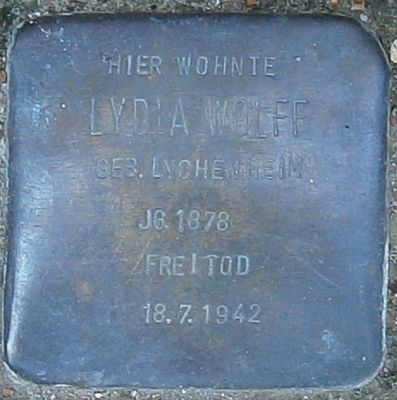 HIER WOHNTE
LYDIA WOLFF
GEB. LYCHENHEIM
JG. 1878
FREITOD
18.7.1942